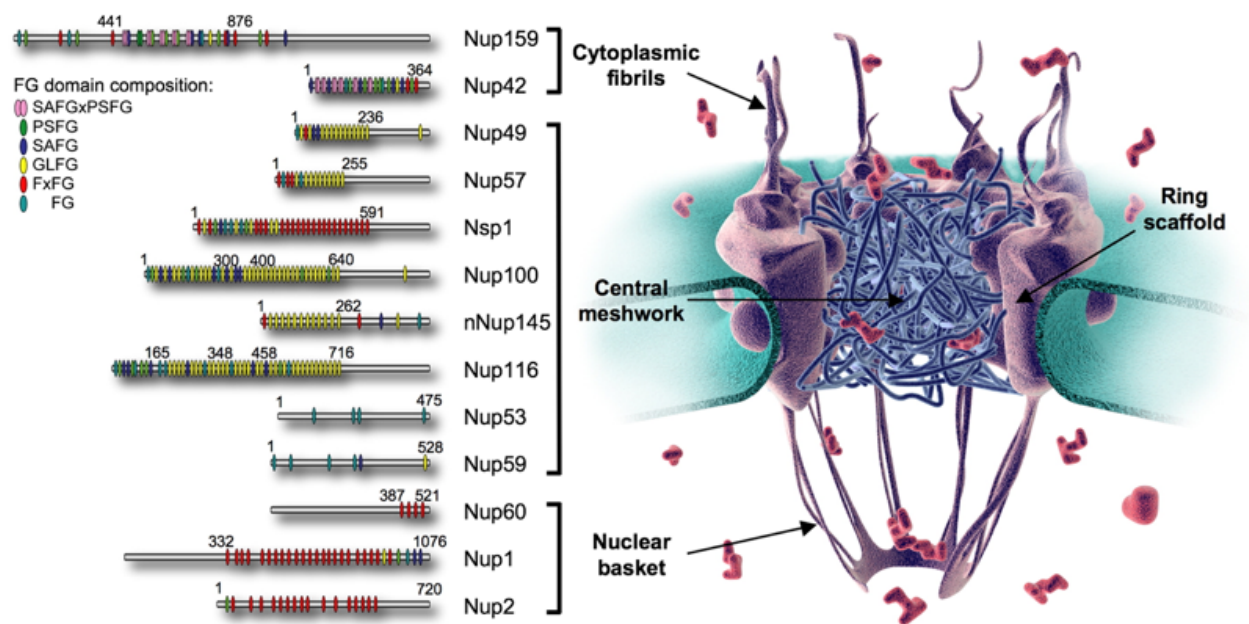 441 876
Nup159
1 364
Nup42
FG domain composition:
SAFGxPSFG
PSFG
SAFG
GLFG
FxFG
FG
1 236
Nup49
1 255
Nup57
591
Nsp1
1 300 400 640
Nup100
1 262
nNup145
165 348 458 716
Nup116
1 475
Nup53
1 528
Nup59
387 521
Nup60
332 1076
Nup1
1 720
Nup2
Cytoplasmic
fibrils
Ring
scaffold
Central
meshwork
Nuclear
basket